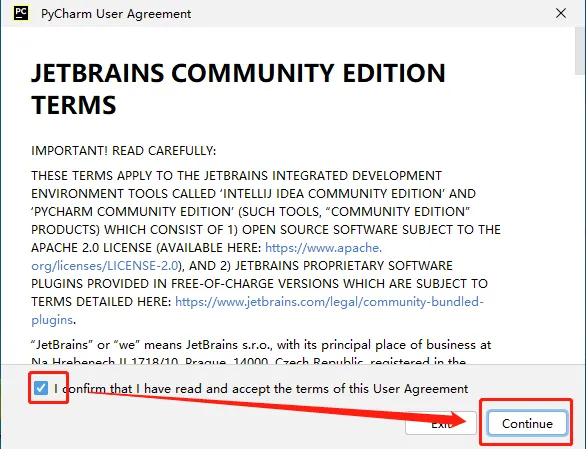 PC
PyCharm User Agreement
JETBRAINS COMMUNITY EDITION
TERMS
IMPORTANT! READ CAREFULLY:
THESE TERMS APPLY TO THE JETBRAINS INTEGRATED DEVELOPMENT
ENVIRONMENT TOOLS CALLED ‘INTELLIJ IDEA COMMUNITY EDITION’ AND
‘PYCHARM COMMUNITY EDITION’ (SUCH TOOLS, “COMMUNITY EDITION”
PRODUCTS) WHICH CONSIST OF 1) OPEN SOURCE SOFTWARE SUBJECT TO THE
APACHE 2.0 LICENSE (AVAILABLE HERE: https://www.apache.
org/licenses/LICENSE-2.0), AND 2) JETBRAINS PROPRIETARY SOFTWARE
PLUGINS PROVIDED IN FREE-OF-CHARGE VERSIONS WHICH ARE SUBJECT TO
TERMS DETAILED HERE: https://www.jetbrains.com/legal/community-bundled-
plugins.
“JetBrains” or “we” means JetBrains s.r.o., with its principal place of business at
Na Hrebenech II 1718/10, Prague, 14000, Czech Republic, registered in the
I confirm that I have read and accept the terms of this User Agreement
Exit
Continue